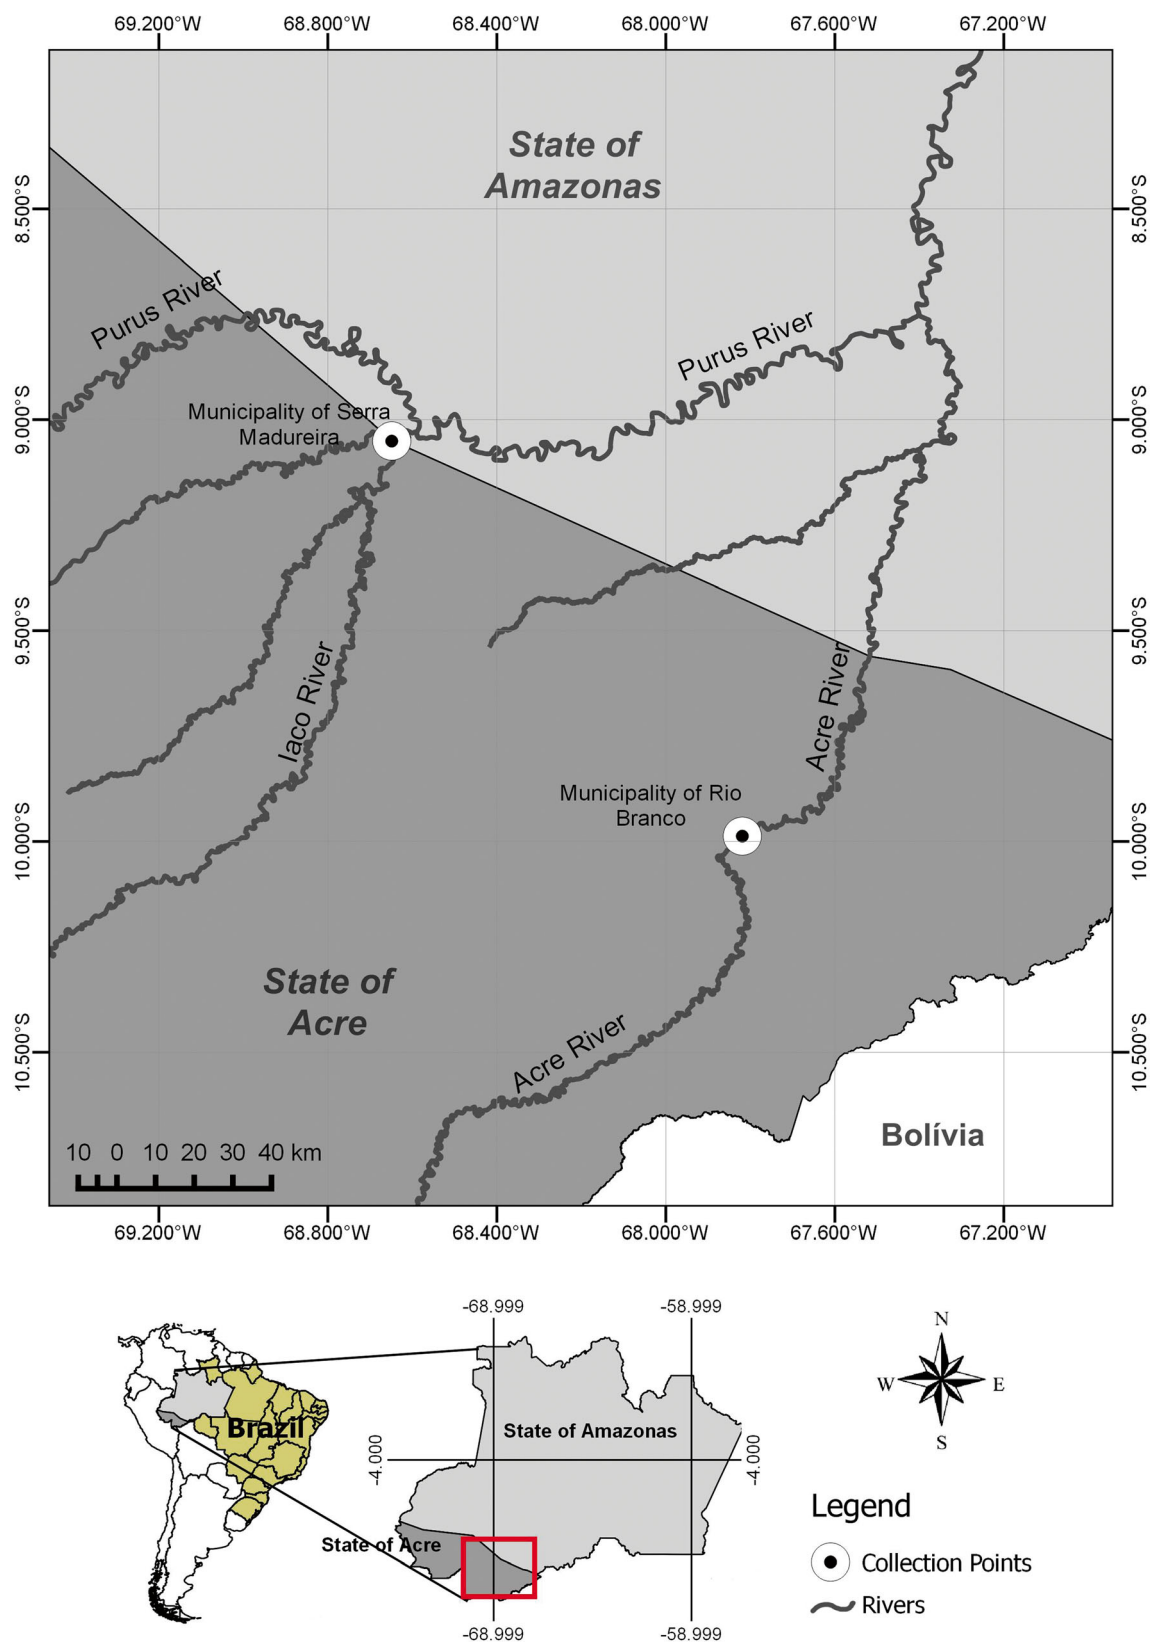 69.200°W 68.800°W 68.400°W 68.000°W 67.600°W 67.200°W
State of
Amazonas
8.500°S 8.500°S
Purus River
Purus River
Municipality of Serra
Madureira
9.000°S 9.000°S
9.500°S 9.500°S
Iaco River
Acre River
Municipality of Rio
Branco
10.000°S 10.000°S
State of
Acre
Acre River
10.500°S 10.500°S
Bolívia
10 0 10 20 30 40 km
69.200°W 68.800°W 68.400°W 68.000°W 67.600°W 67.200°W
-68.999 -58.999
N
W E
S
Brazil
State of Amazonas
-4.000 -4.000
State of Acre
-68.999 -58.999
Legend
Collection Points
Rivers